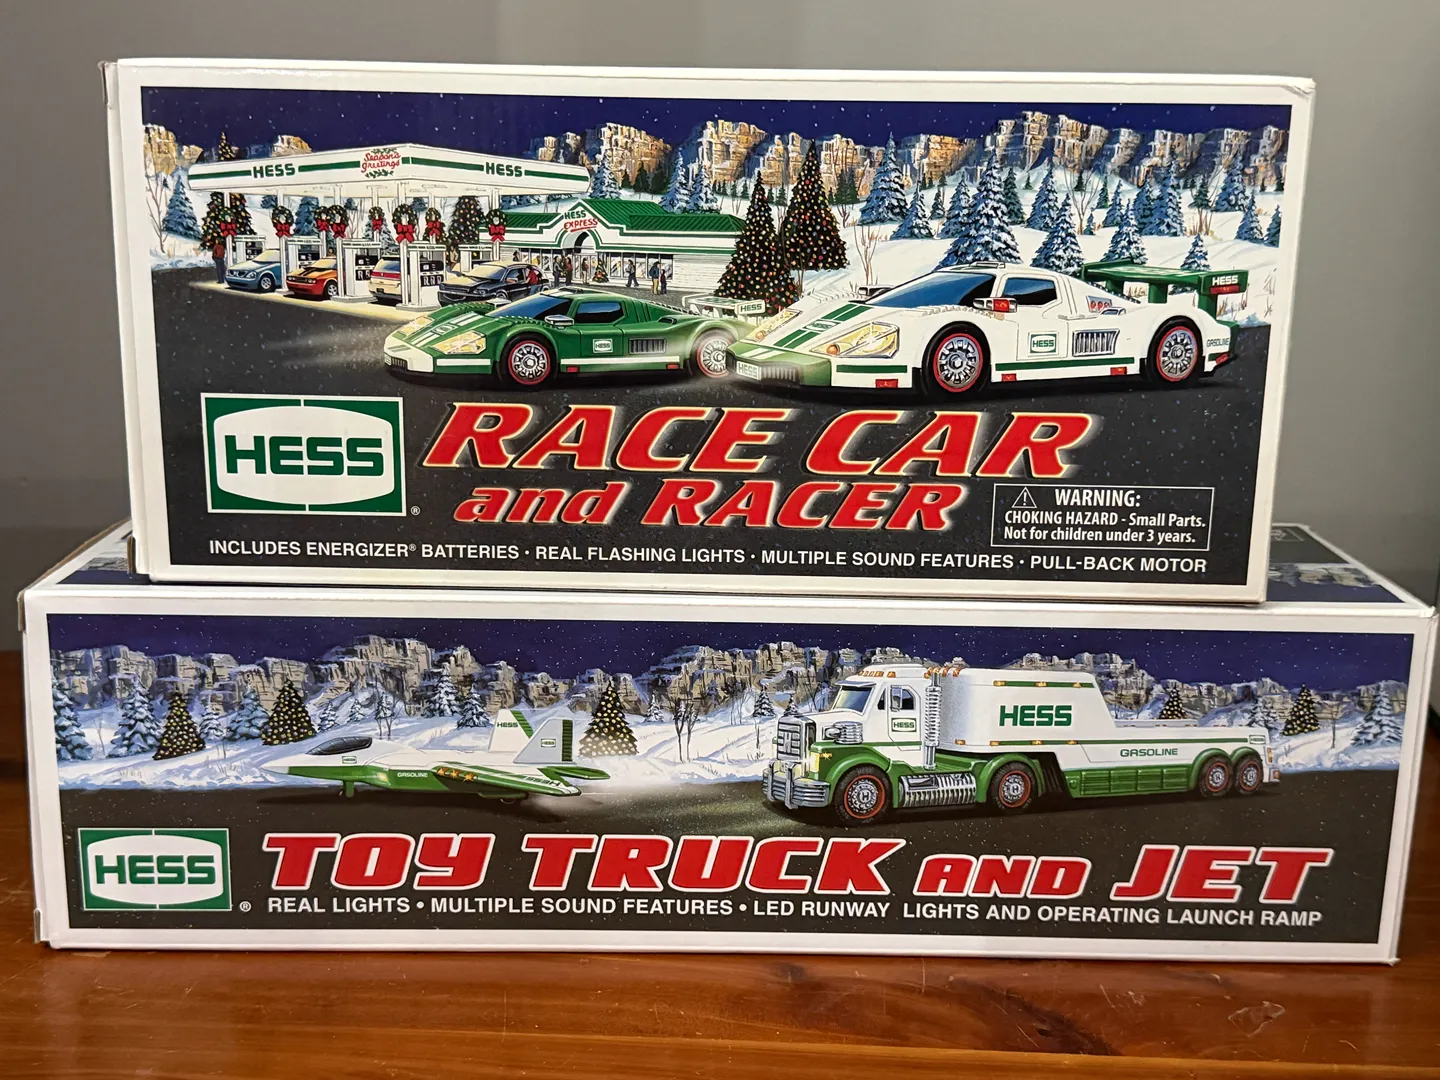 HESS
Season's Greetings
HESS
HESS EXPRESS
HESS
HESS
HESS
HESS
HESS
GASOLINE
HESS®
RACE CAR
and RACER
WARNING:
CHOKING HAZARD - Small Parts.
Not for children under 3 years.
INCLUDES ENERGIZER® BATTERIES • REAL FLASHING LIGHTS • MULTIPLE SOUND FEATURES • PULL-BACK MOTOR
HESS
HESS
GASOLINE
HESS
HESS
HESS
GASOLINE
HESS®
TOY TRUCK AND JET
REAL LIGHTS • MULTIPLE SOUND FEATURES • LED RUNWAY LIGHTS AND OPERATING LAUNCH RAMP